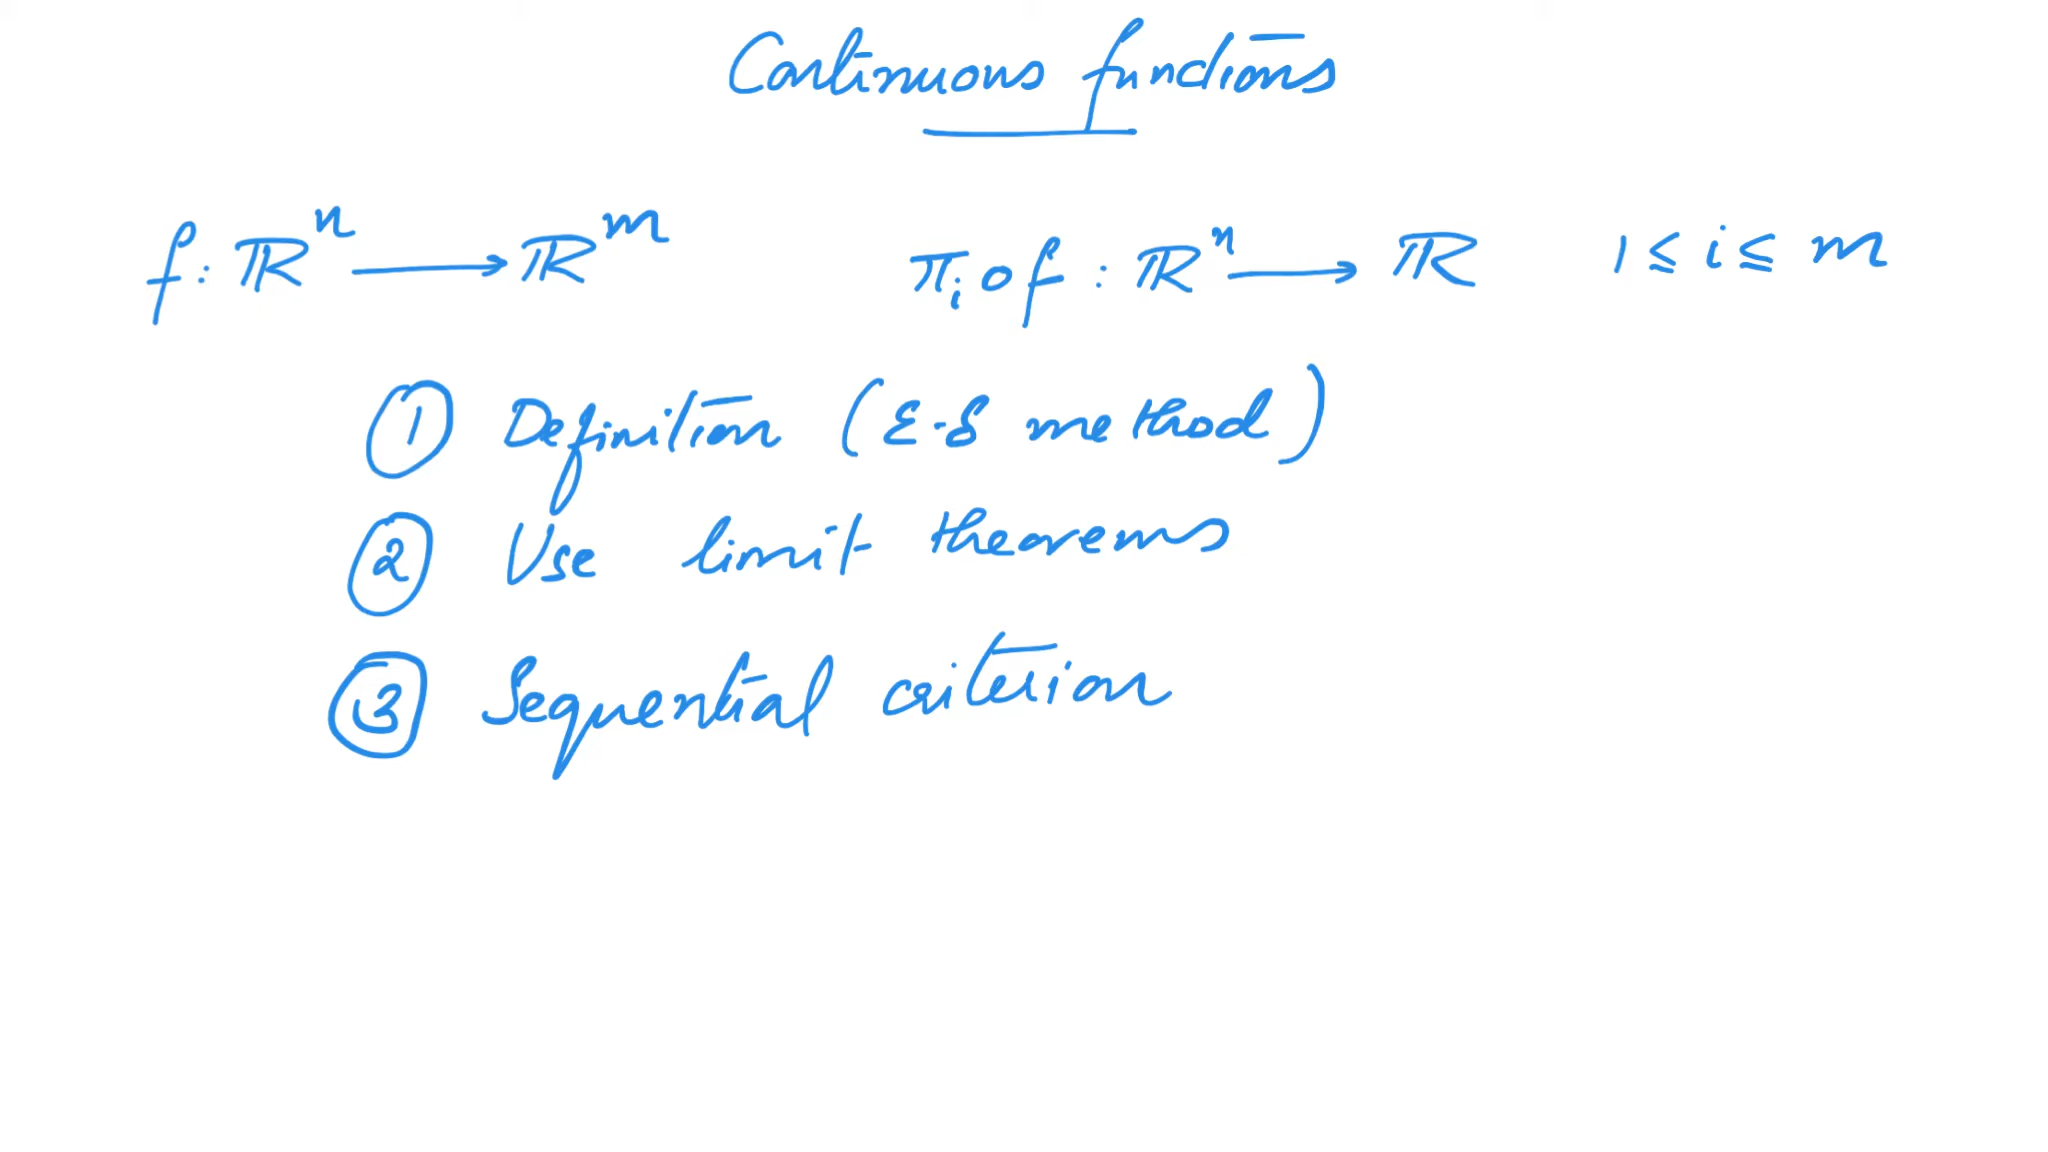 Continuous functions
f: ℝⁿ ⟶ ℝᵐ πᵢ∘f : ℝⁿ ⟶ ℝ 1 ≤ i ≤ m
① Definition (ε-δ method)
② Use limit theorems
③ Sequential criterion